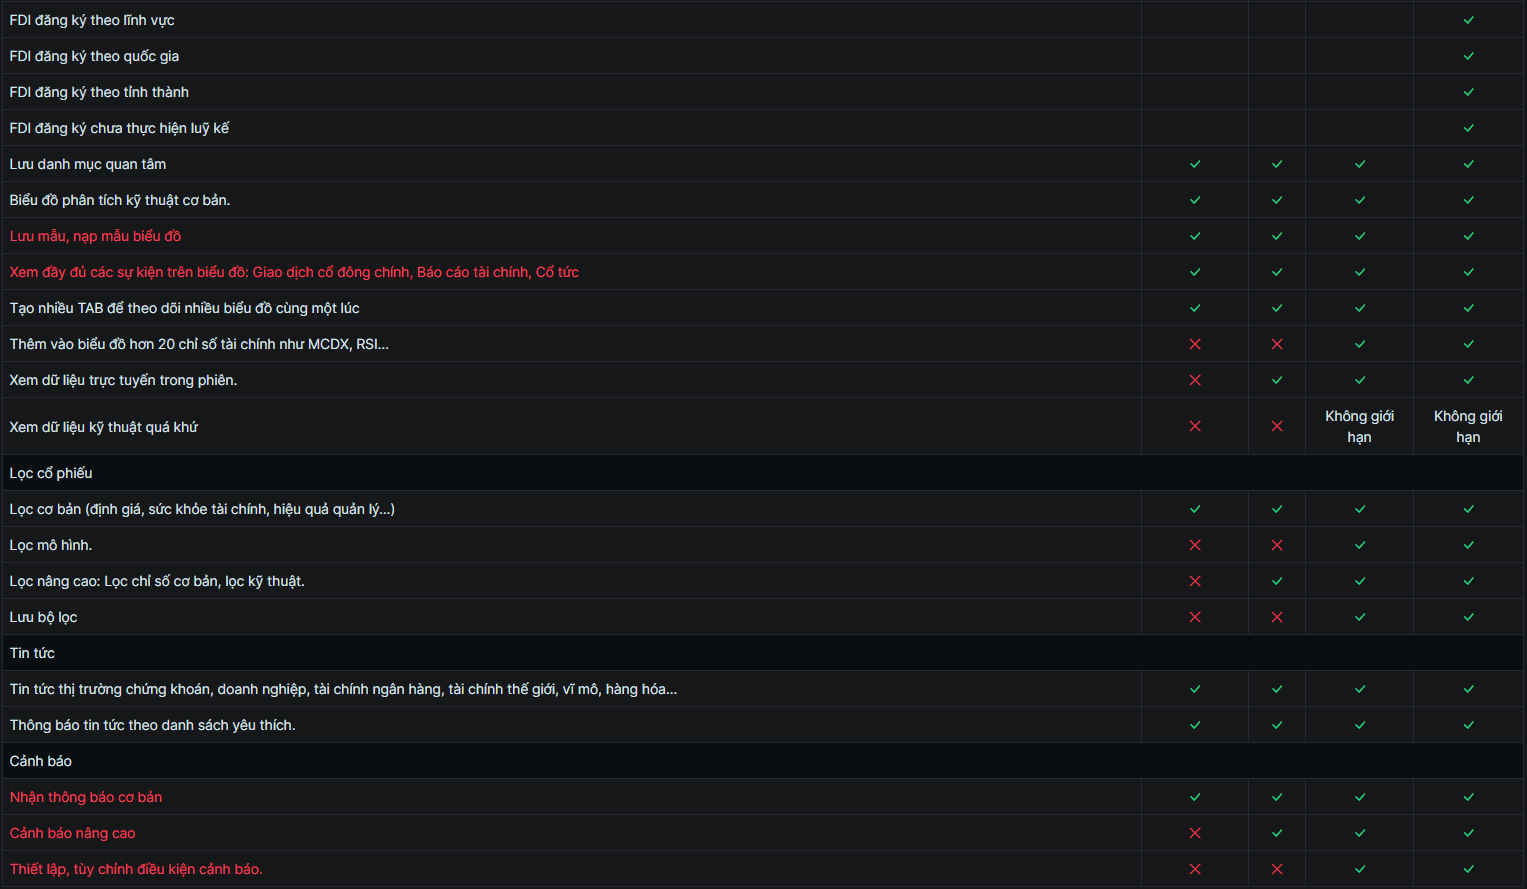 FDI đăng ký theo lĩnh vực
FDI đăng ký theo quốc gia
FDI đăng ký theo tỉnh thành
FDI đăng ký chưa thực hiện luỹ kế
Lưu danh mục quan tâm
Biểu đồ phân tích kỹ thuật cơ bản.
Lưu mẫu, nạp mẫu biểu đồ
Xem đầy đủ các sự kiện trên biểu đồ: Giao dịch cổ đông chính, Báo cáo tài chính, Cổ tức
Tạo nhiều TAB để theo dõi nhiều biểu đồ cùng một lúc
Thêm vào biểu đồ hơn 20 chỉ số tài chính như MCDX, RSI...
Xem dữ liệu trực tuyến trong phiên.
Xem dữ liệu kỹ thuật quá khứ
Không giới
hạn
Không giới
hạn
Lọc cổ phiếu
Lọc cơ bản (định giá, sức khỏe tài chính, hiệu quả quản lý...)
Lọc mô hình.
Lọc nâng cao: Lọc chỉ số cơ bản, lọc kỹ thuật.
Lưu bộ lọc
Tin tức
Tin tức thị trường chứng khoán, doanh nghiệp, tài chính ngân hàng, tài chính thế giới, vĩ mô, hàng hóa...
Thông báo tin tức theo danh sách yêu thích.
Cảnh báo
Nhận thông báo cơ bản
Cảnh báo nâng cao
Thiết lập, tùy chỉnh điều kiện cảnh báo.